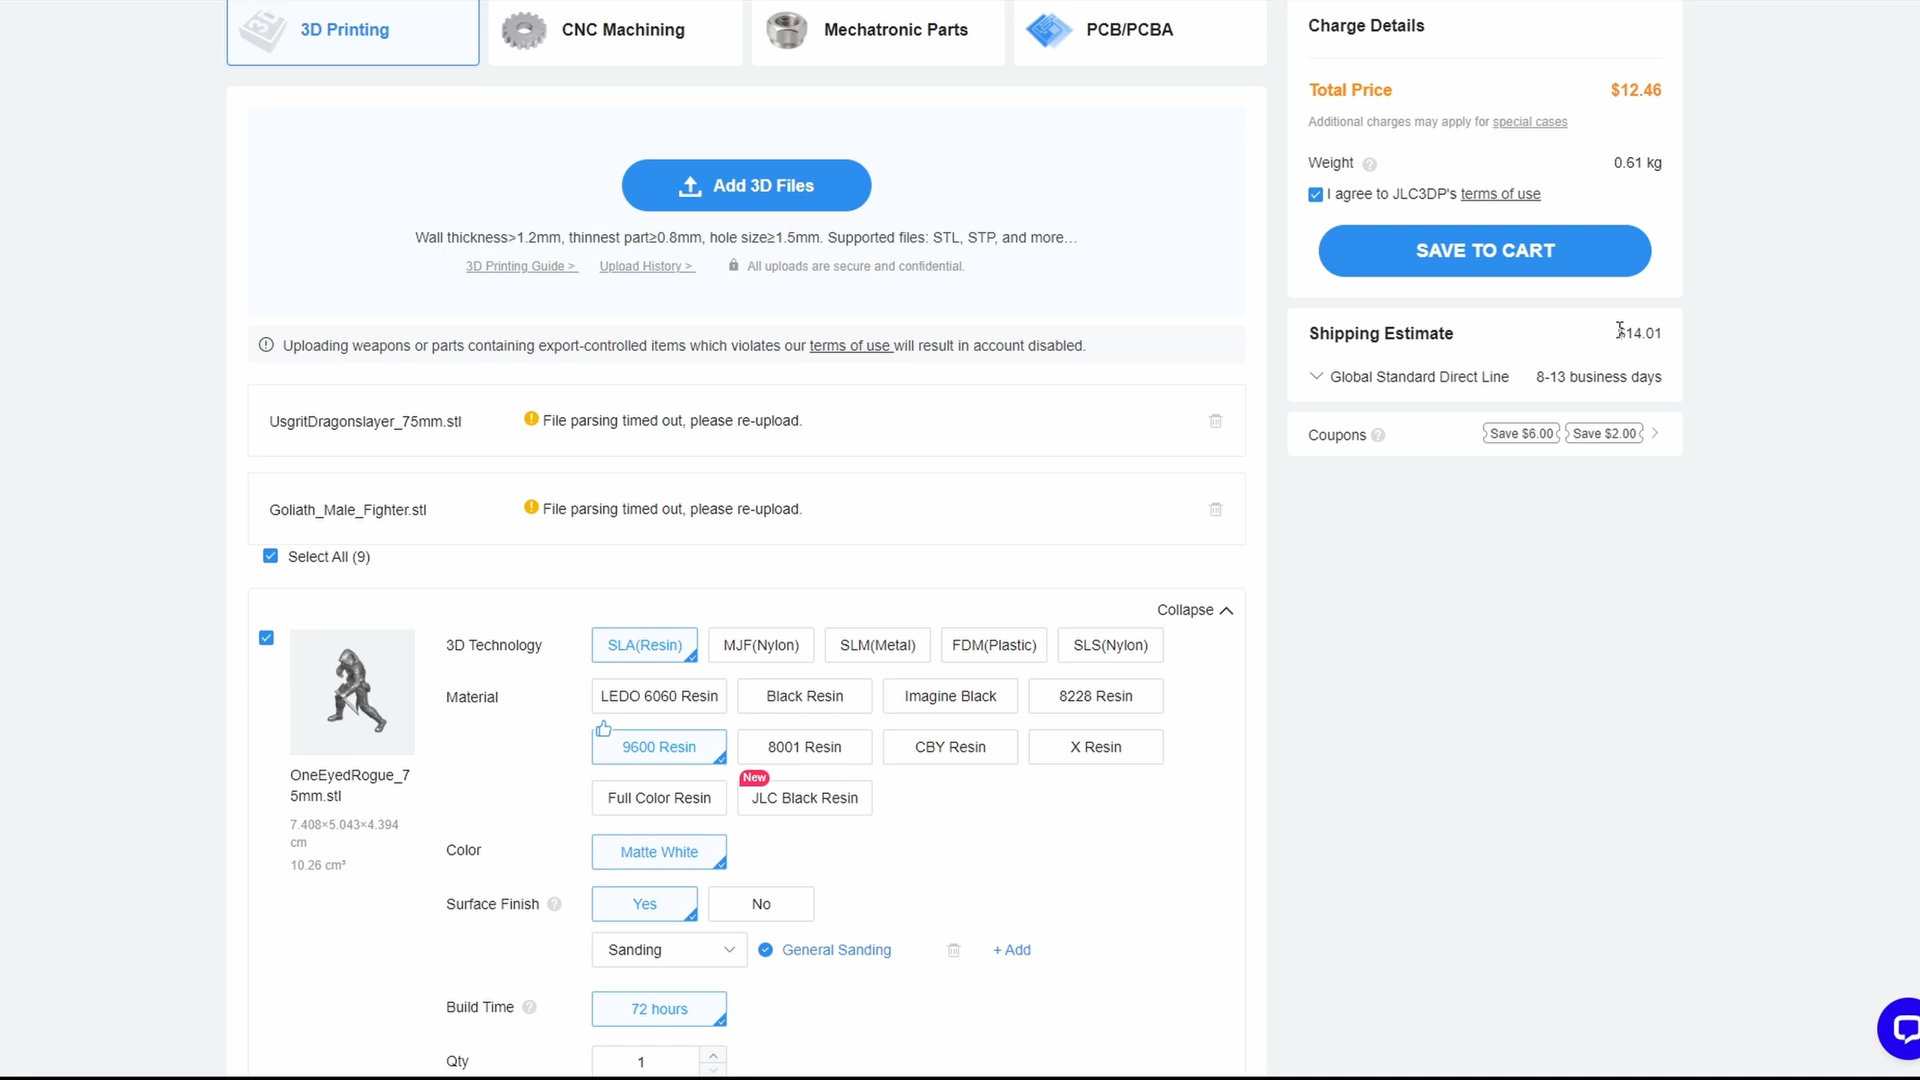 3D Printing
CNC Machining
Mechatronic Parts
PCB/PCBA
Add 3D Files
Wall thickness>1.2mm, thinnest part≥0.8mm, hole size≥1.5mm. Supported files: STL, STP, and more…
3D Printing Guide >
Upload History >
All uploads are secure and confidential.
Uploading weapons or parts containing export-controlled items which violates our terms of use will result in account disabled.
UsgritDragonslayer_75mm.stl
File parsing timed out, please re-upload.
Goliath_Male_Fighter.stl
File parsing timed out, please re-upload.
Select All (9)
Collapse
OneEyedRogue_7
5mm.stl
7.408×5.043×4.394
cm
10.26 cm³
3D Technology
SLA(Resin)
MJF(Nylon)
SLM(Metal)
FDM(Plastic)
SLS(Nylon)
Material
LEDO 6060 Resin
Black Resin
Imagine Black
8228 Resin
9600 Resin
8001 Resin
CBY Resin
X Resin
Full Color Resin
New
JLC Black Resin
Color
Matte White
Surface Finish
Yes
No
Sanding
General Sanding
+ Add
Build Time
72 hours
Qty
1
Charge Details
Total Price
$12.46
Additional charges may apply for special cases
Weight
0.61 kg
I agree to JLC3DP's terms of use
SAVE TO CART
Shipping Estimate
$14.01
Global Standard Direct Line
8-13 business days
Coupons
Save $6.00
Save $2.00